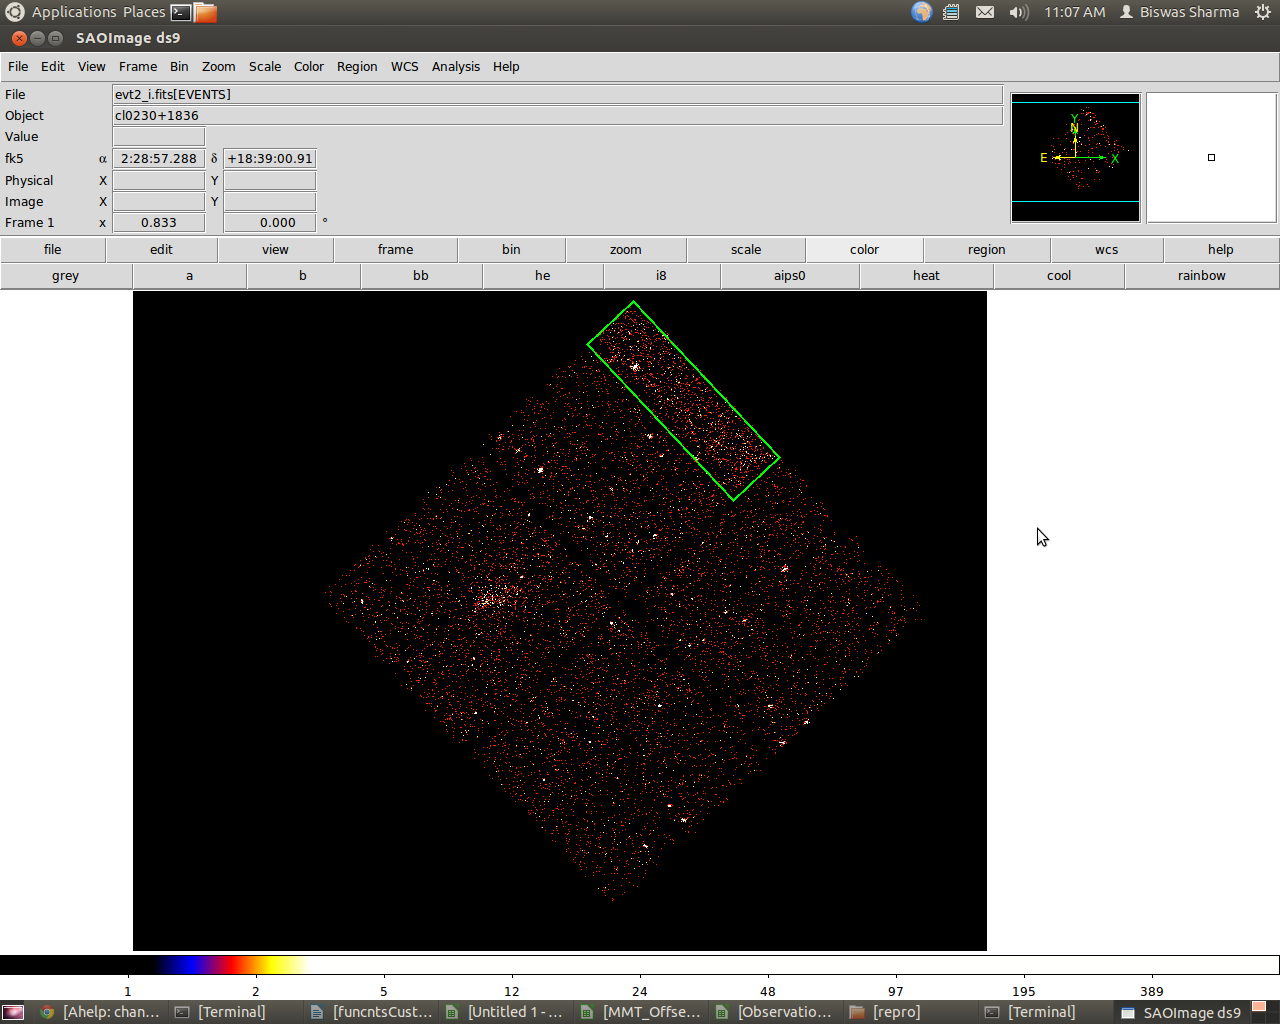 Applications Places 11:07 AM Biswas Sharma
SAOImage ds9
File Edit View Frame Bin Zoom Scale Color Region WCS Analysis Help
File evt2_i.fits[EVENTS]
Object cl0230+1836
Value
fk5 α 2:28:57.288 δ +18:39:00.91
Physical X Y
Image X Y
Frame 1 x 0.833 0.000 °
Y
N
E X
file edit view frame bin zoom scale color region wcs help
grey a b bb he i8 aips0 heat cool rainbow
1 2 5 12 24 48 97 195 389
[Ahelp: chan... [Terminal] [FuncntsCust... [Untitled 1 - ... [MMT_Offse... [Observatio... [repro] [Terminal] SAOImage ds9